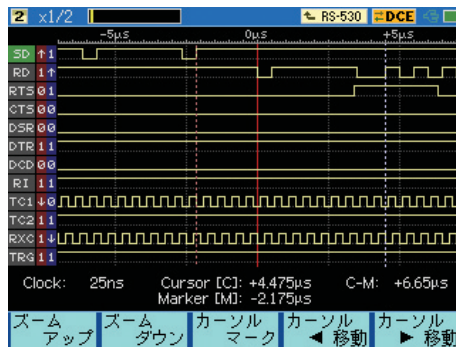 2 x1/2 RS-530 DCE
-5µs 0µs +5µs
SD ↑1
RD 1↑
RTS 01
CTS 00
DSR 00
DTR 11
DCD 00
RI 11
TC1 ↓0
TC2 11
RXC 1↓
TRG 11
Clock: 25ns Cursor [C]: +4.475µs C-M: +6.65µs
Marker [M]: -2.175µs
ズーム ズーム カーソル カーソル カーソル
アップ ダウン マーク ◀ 移動 ▶ 移動